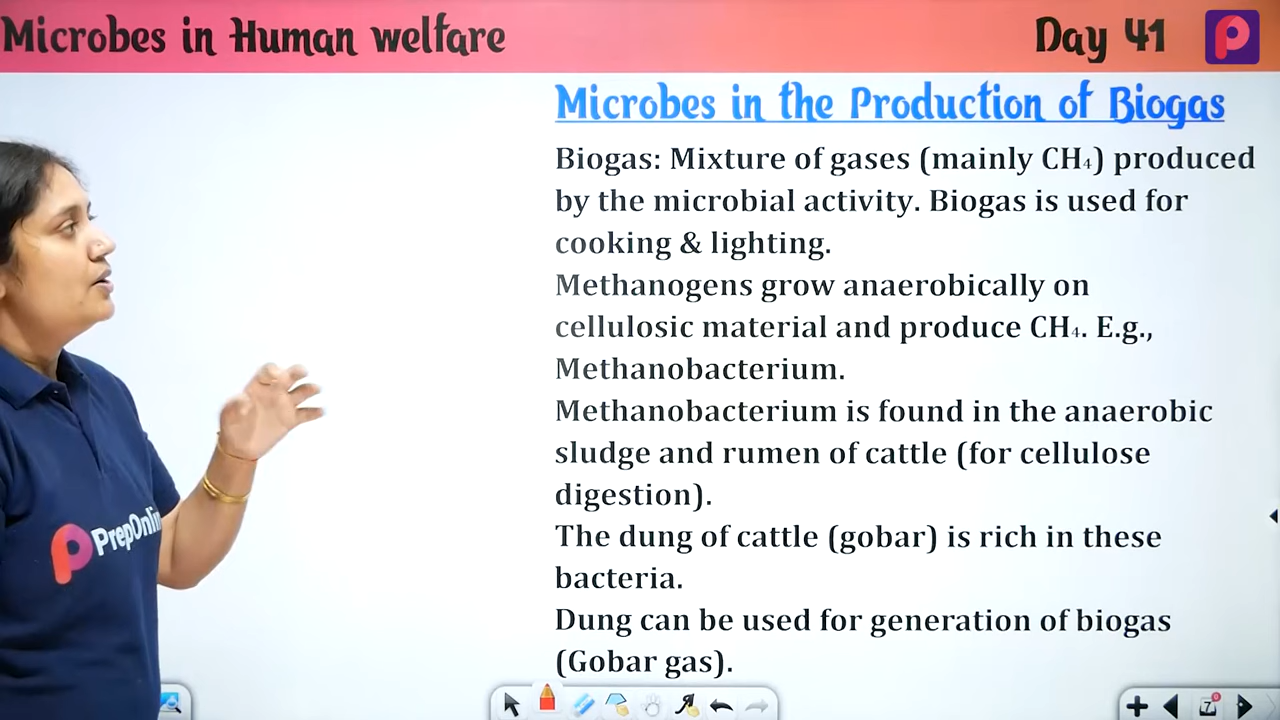 Microbes in Human welfare
Day 41
Microbes in the Production of Biogas
Biogas: Mixture of gases (mainly CH₄) produced
by the microbial activity. Biogas is used for
cooking & lighting.
Methanogens grow anaerobically on
cellulosic material and produce CH₄. E.g.,
Methanobacterium.
Methanobacterium is found in the anaerobic
sludge and rumen of cattle (for cellulose
digestion).
The dung of cattle (gobar) is rich in these
bacteria.
Dung can be used for generation of biogas
(Gobar gas).
PrepOnli
7
0